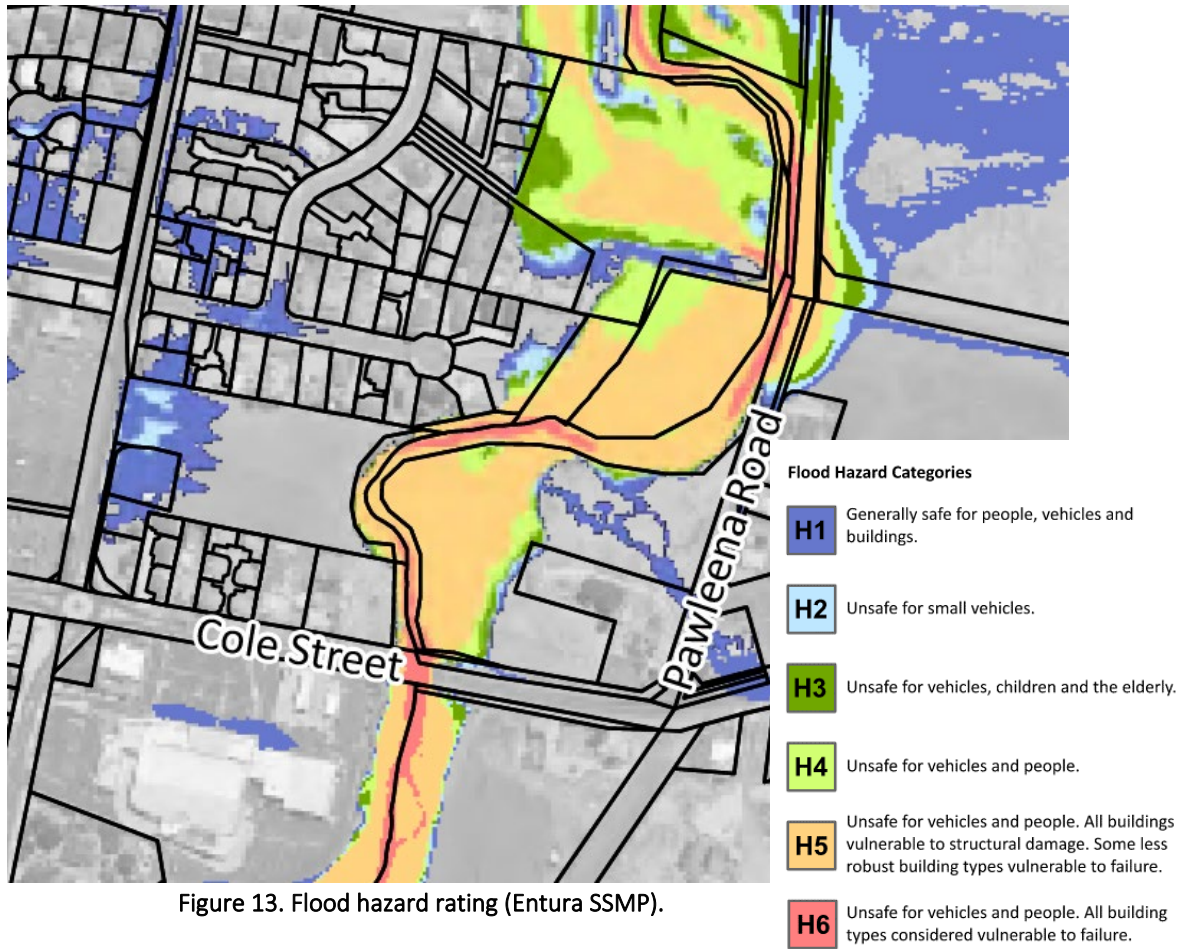 Pawleena Road
Cole Street
Flood Hazard Categories
H1
Generally safe for people, vehicles and
buildings.
H2
Unsafe for small vehicles.
H3
Unsafe for vehicles, children and the elderly.
H4
Unsafe for vehicles and people.
H5
Unsafe for vehicles and people. All buildings
vulnerable to structural damage. Some less
robust building types vulnerable to failure.
H6
Unsafe for vehicles and people. All building
types considered vulnerable to failure.
Figure 13. Flood hazard rating (Entura SSMP).